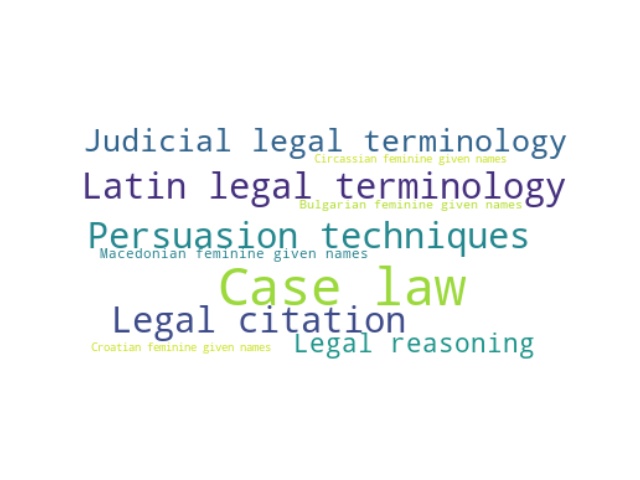 Judicial legal terminology
Circassian feminine given names
Latin legal terminology
Bulgarian feminine given names
Persuasion techniques
Macedonian feminine given names
Case law
Legal citation
Legal reasoning
Croatian feminine given names